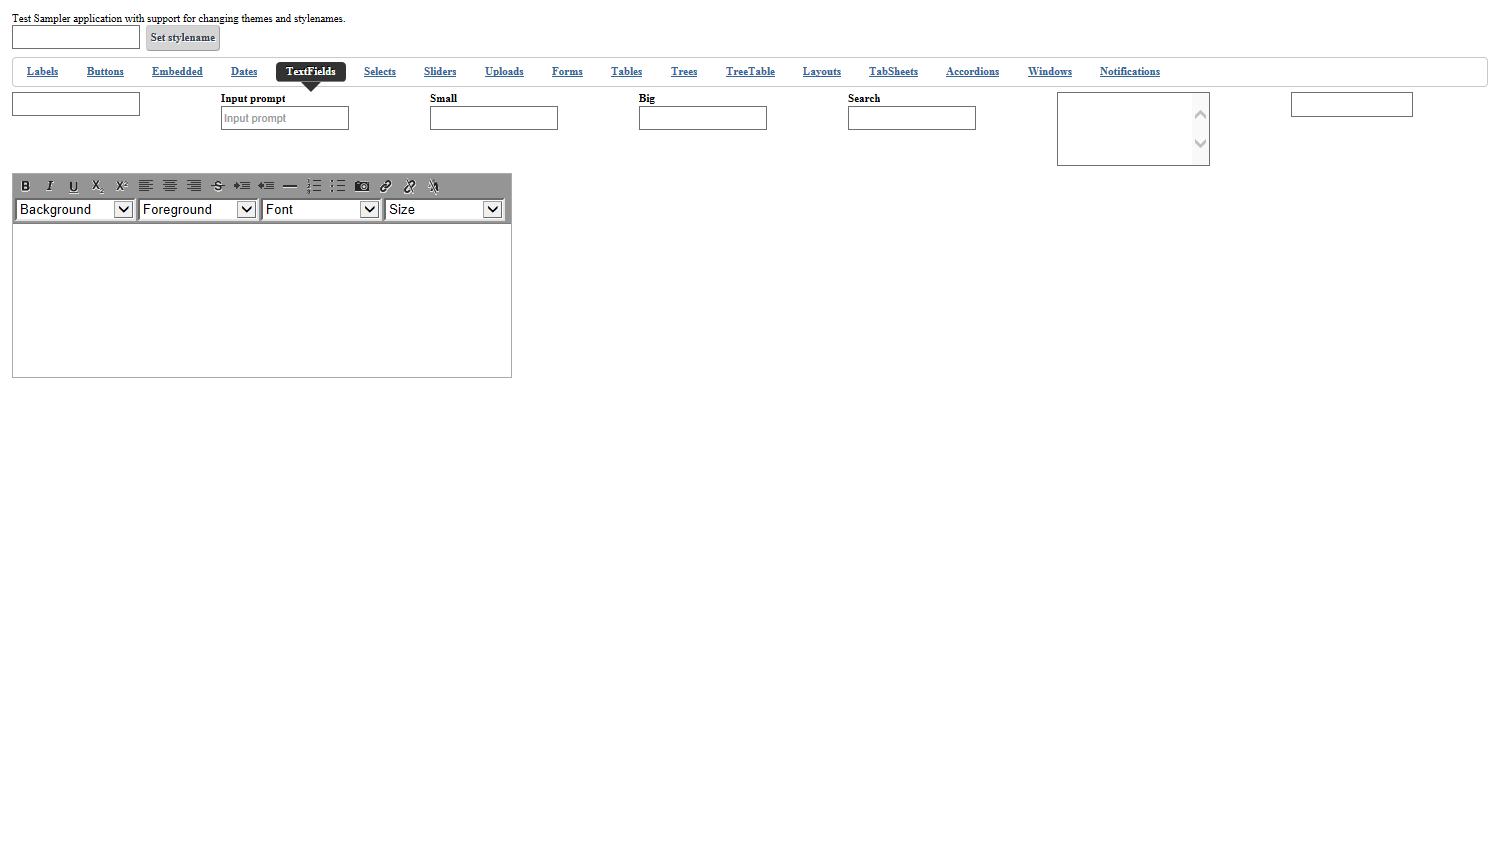 Test Sampler application with support for changing themes and stylenames.
Set stylename
Labels Buttons Embedded Dates TextFields Selects Sliders Uploads Forms Tables Trees TreeTable Layouts TabSheets Accordions Windows Notifications
Input prompt Small Big Search
Input prompt
B I U X₂ X² S
Background Foreground Font Size